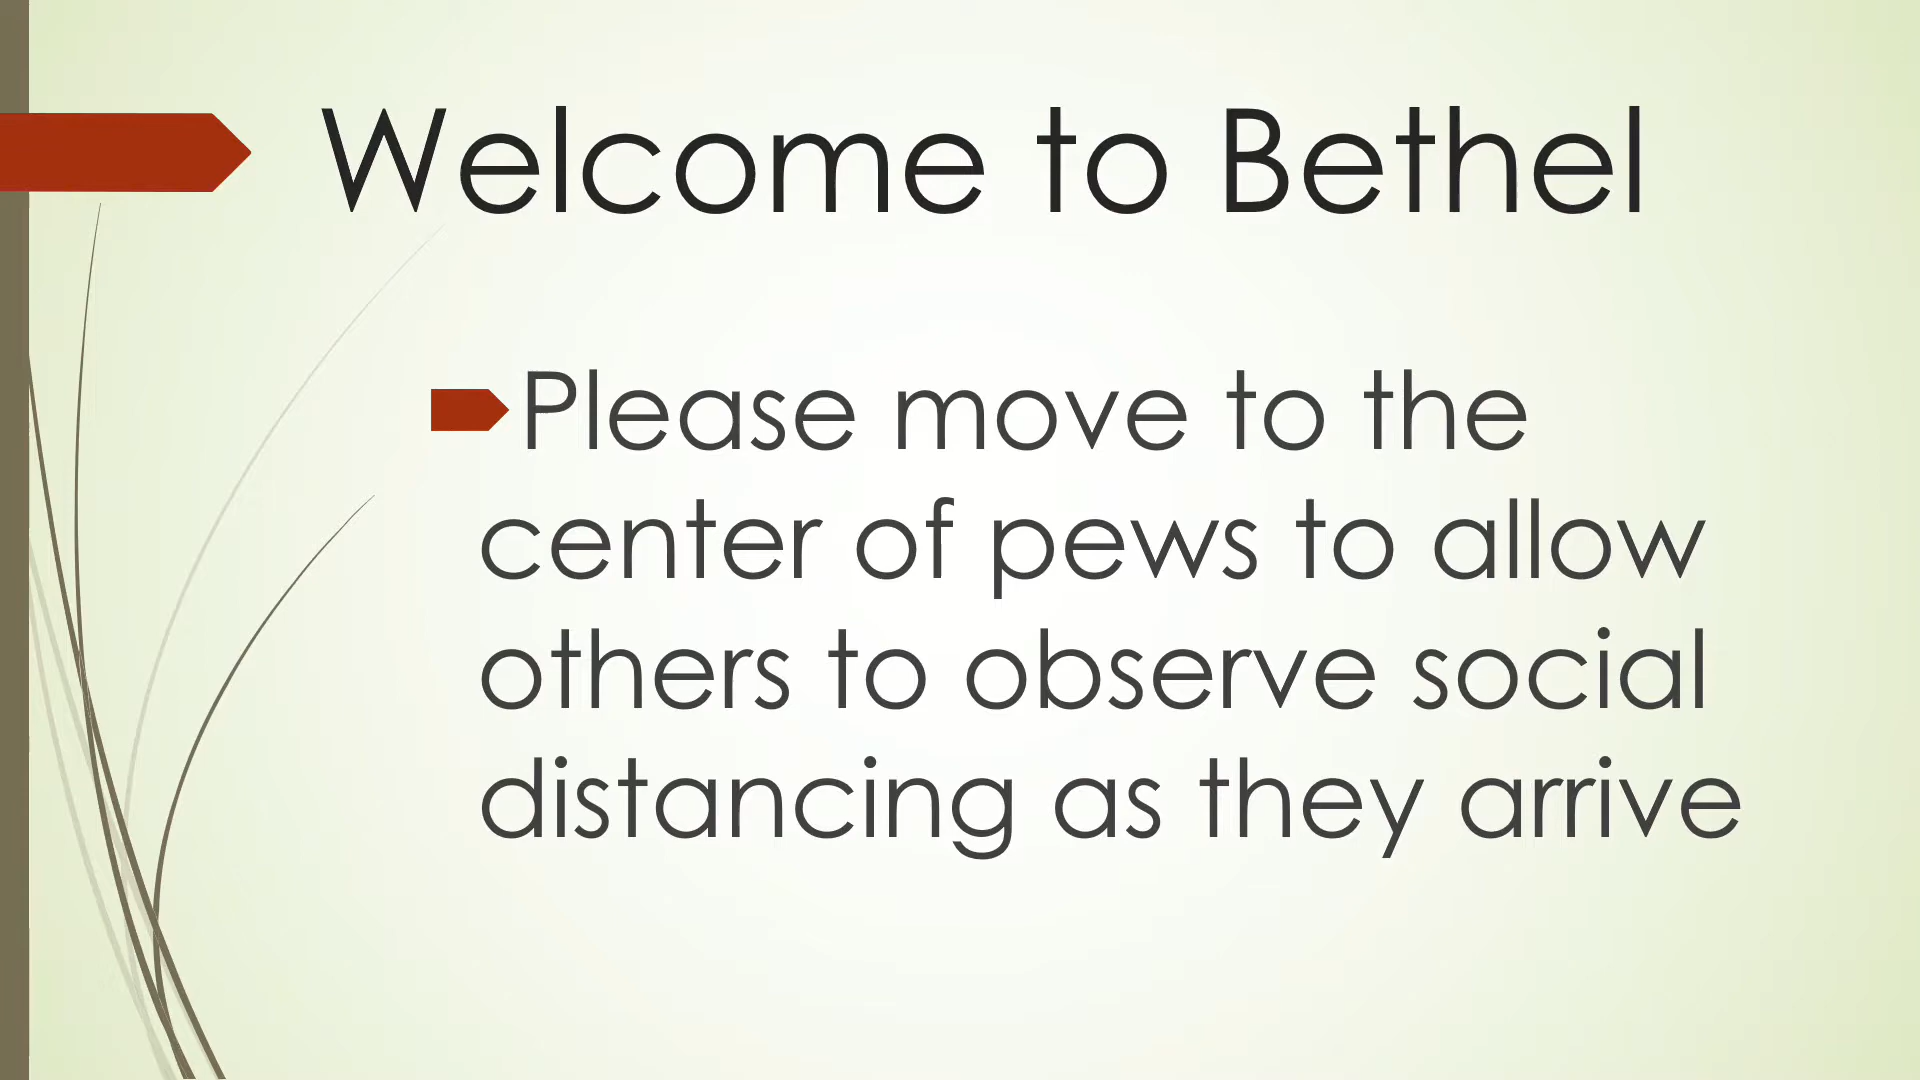 Welcome to Bethel
Please move to the
center of pews to allow
others to observe social
distancing as they arrive